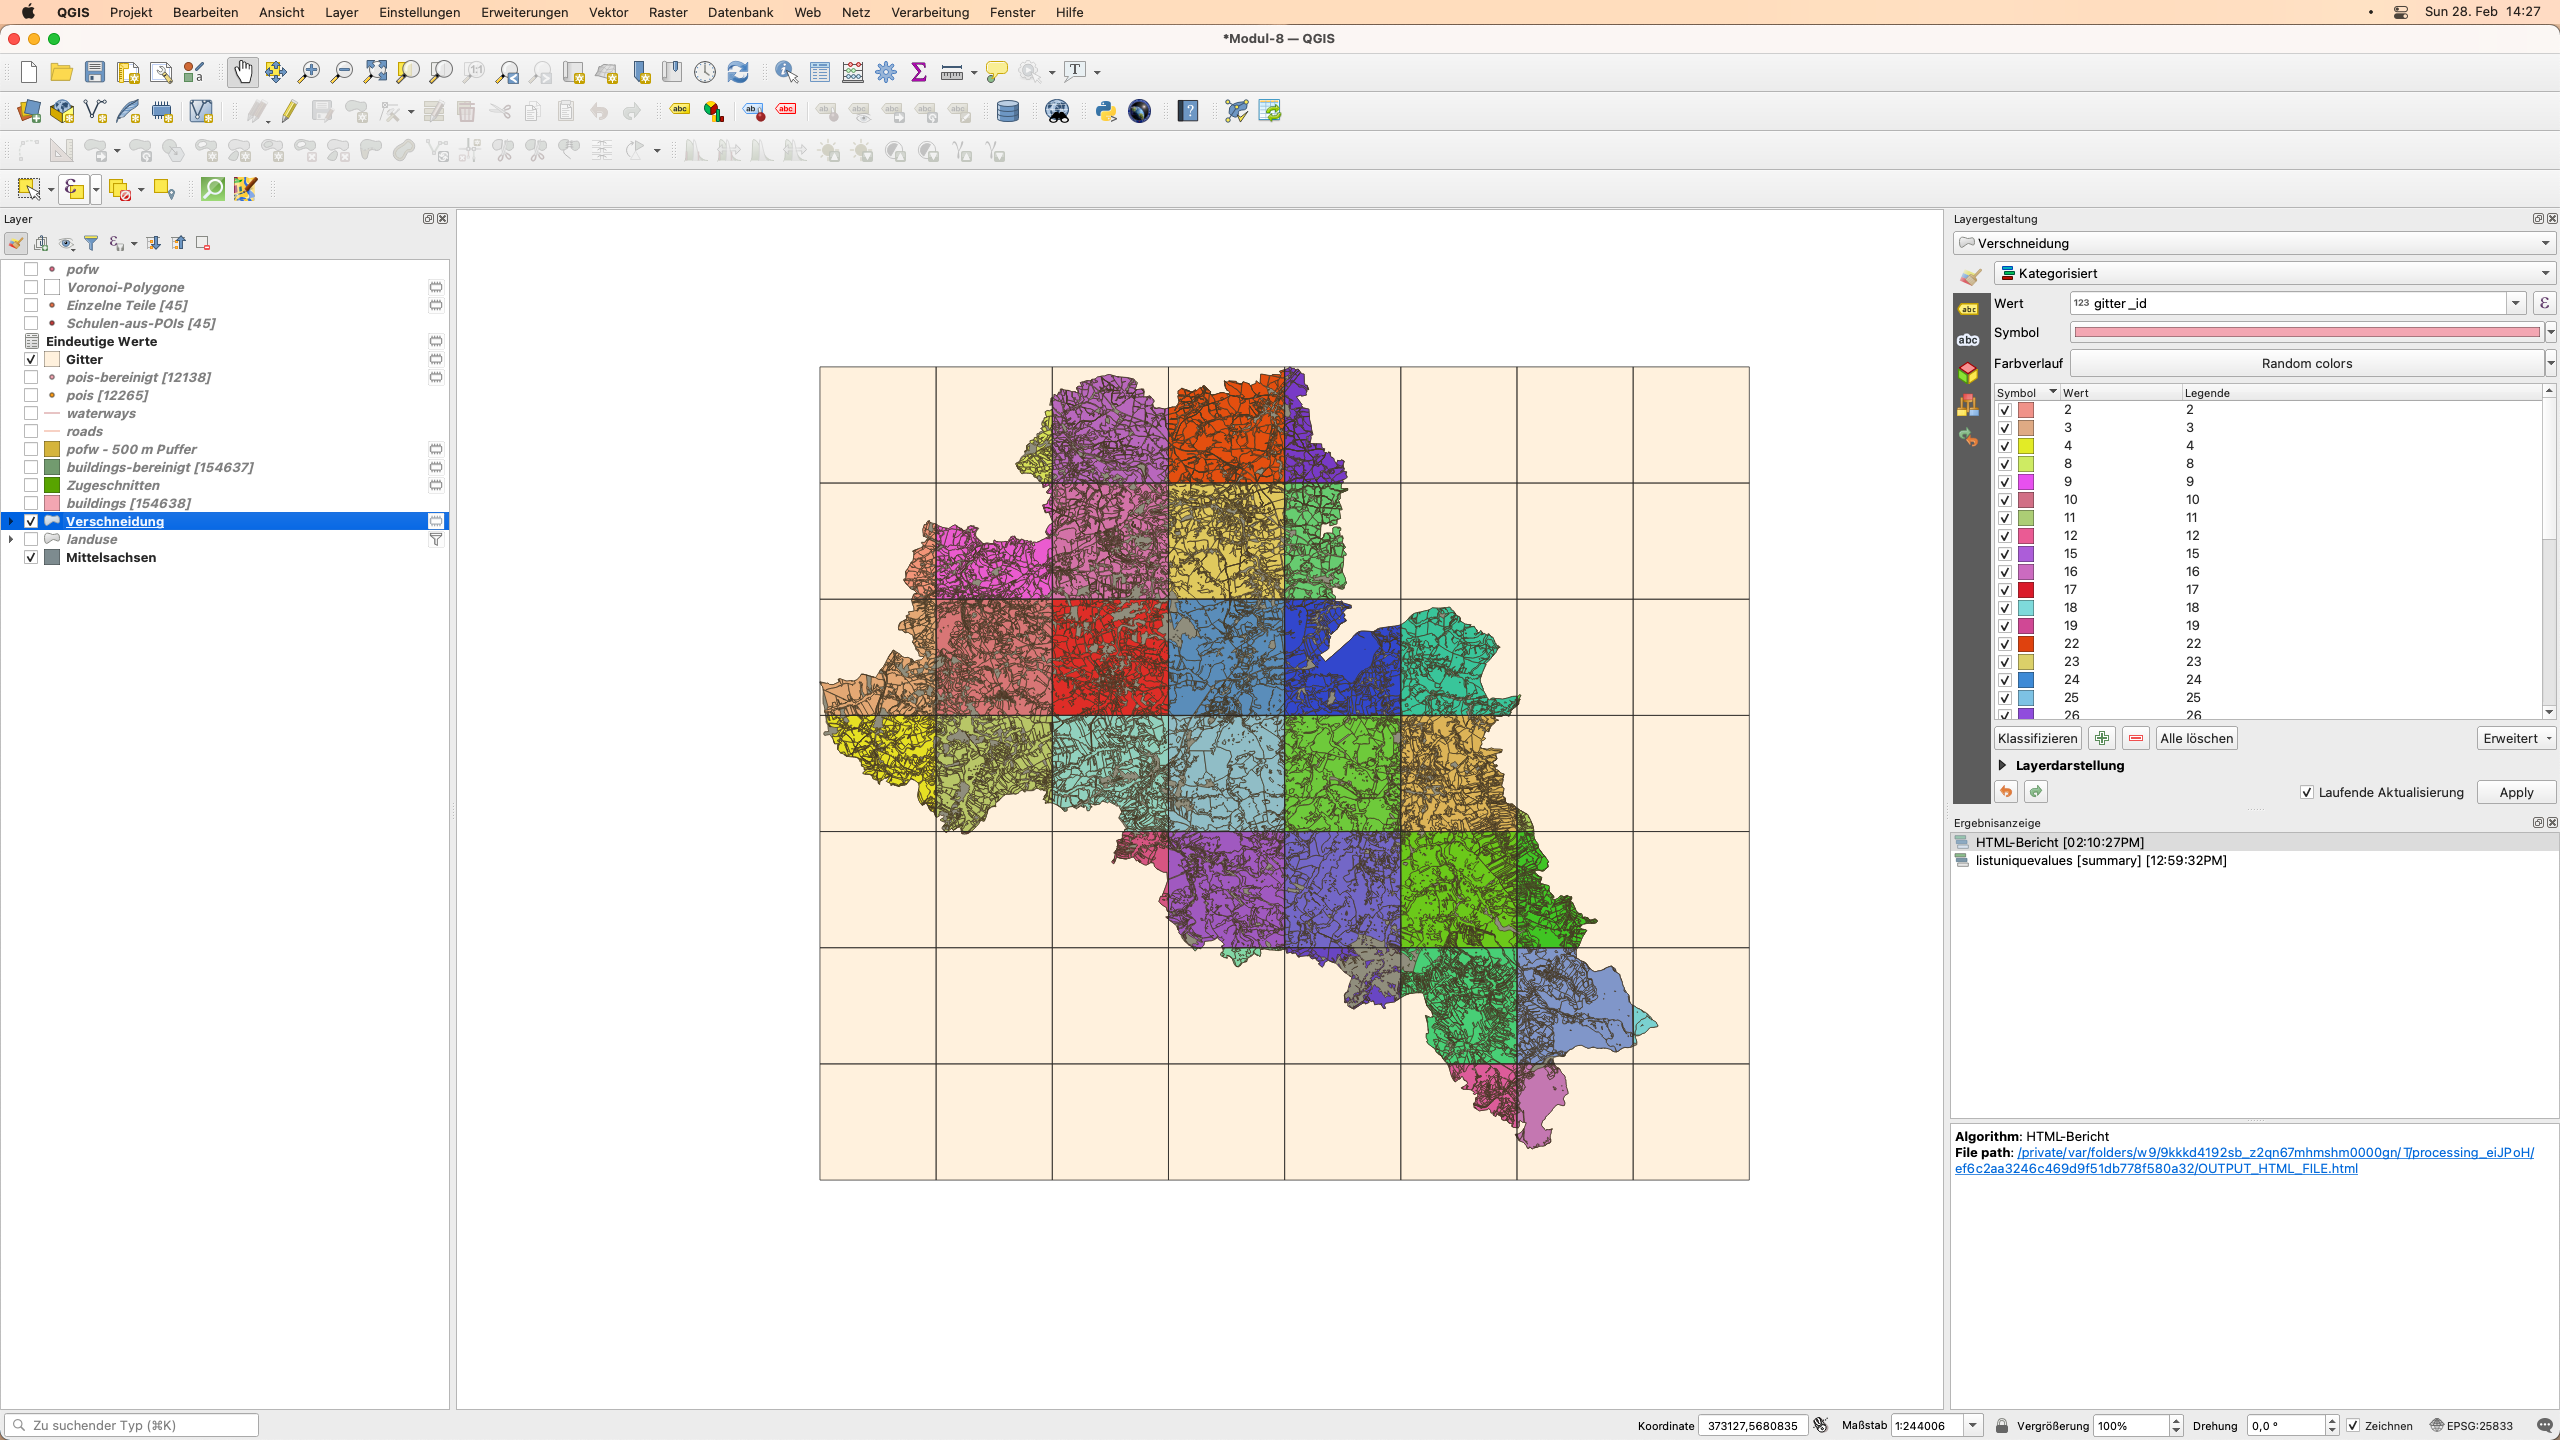 QGIS Projekt Bearbeiten Ansicht Layer Einstellungen Erweiterungen Vektor Raster Datenbank Web Netz Verarbeitung Fenster Hilfe Sun 28. Feb 14:27
*Modul-8 — QGIS
Layer
pofw
Voronoi-Polygone
Einzelne Teile [45]
Schulen-aus-POIs [45]
Eindeutige Werte
Gitter
pois-bereinigt [12138]
pois [12265]
waterways
roads
pofw - 500 m Puffer
buildings-bereinigt [154637]
Zugeschnitten
buildings [154638]
Verschneidung
landuse
Mittelsachsen
Layergestaltung
Verschneidung
Kategorisiert
Wert 123 gitter_id
Symbol
Farbverlauf Random colors
Symbol Wert Legende
2 2
3 3
4 4
8 8
9 9
10 10
11 11
12 12
15 15
16 16
17 17
18 18
19 19
22 22
23 23
24 24
25 25
26 26
Klassifizieren Alle löschen Erweitert
Layerdarstellung
Laufende Aktualisierung Apply
Ergebnisanzeige
HTML-Bericht [02:10:27PM]
listuniquevalues [summary] [12:59:32PM]
Algorithm: HTML-Bericht
File path: /private/var/folders/w9/9kkkd4192sb_z2qn67mhmshm0000gn/T/processing_eiJPoH/
ef6c2aa3246c469d9f51db778f580a32/OUTPUT_HTML_FILE.html
Zu suchender Typ (⌘K) Koordinate 373127,5680835 Maßstab 1:244006 Vergrößerung 100% Drehung 0,0 ° Zeichnen EPSG:25833